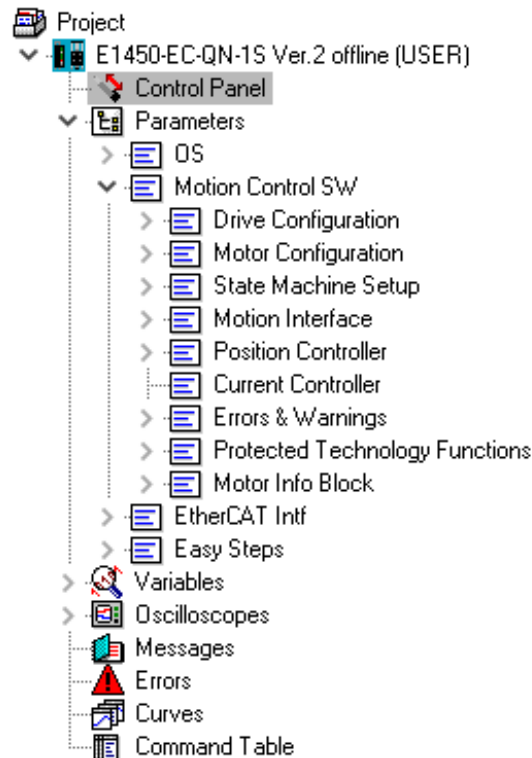 Project
E1450-EC-QN-1S Ver.2 offline (USER)
Control Panel
Parameters
OS
Motion Control SW
Drive Configuration
Motor Configuration
State Machine Setup
Motion Interface
Position Controller
Current Controller
Errors & Warnings
Protected Technology Functions
Motor Info Block
EtherCAT Intf
Easy Steps
Variables
Oscilloscopes
Messages
Errors
Curves
Command Table